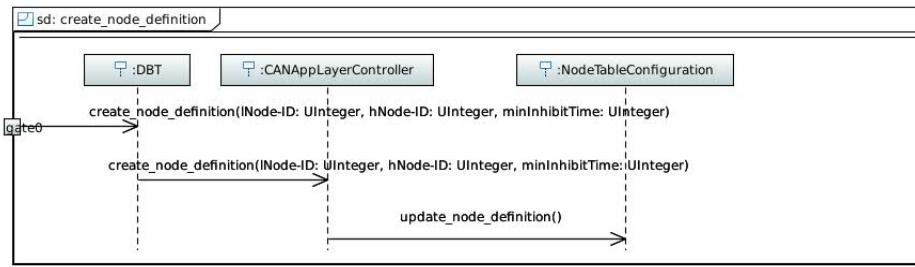 sd: create_node_definition
:DBT
:CANAppLayerController
:NodeTableConfiguration
create_node_definition(lNode-ID: UInteger, hNode-ID: UInteger, minInhibitTime: UInteger)
gate0
create_node_definition(lNode-ID: UInteger, hNode-ID: UInteger, minInhibitTime: UInteger)
update_node_definition()